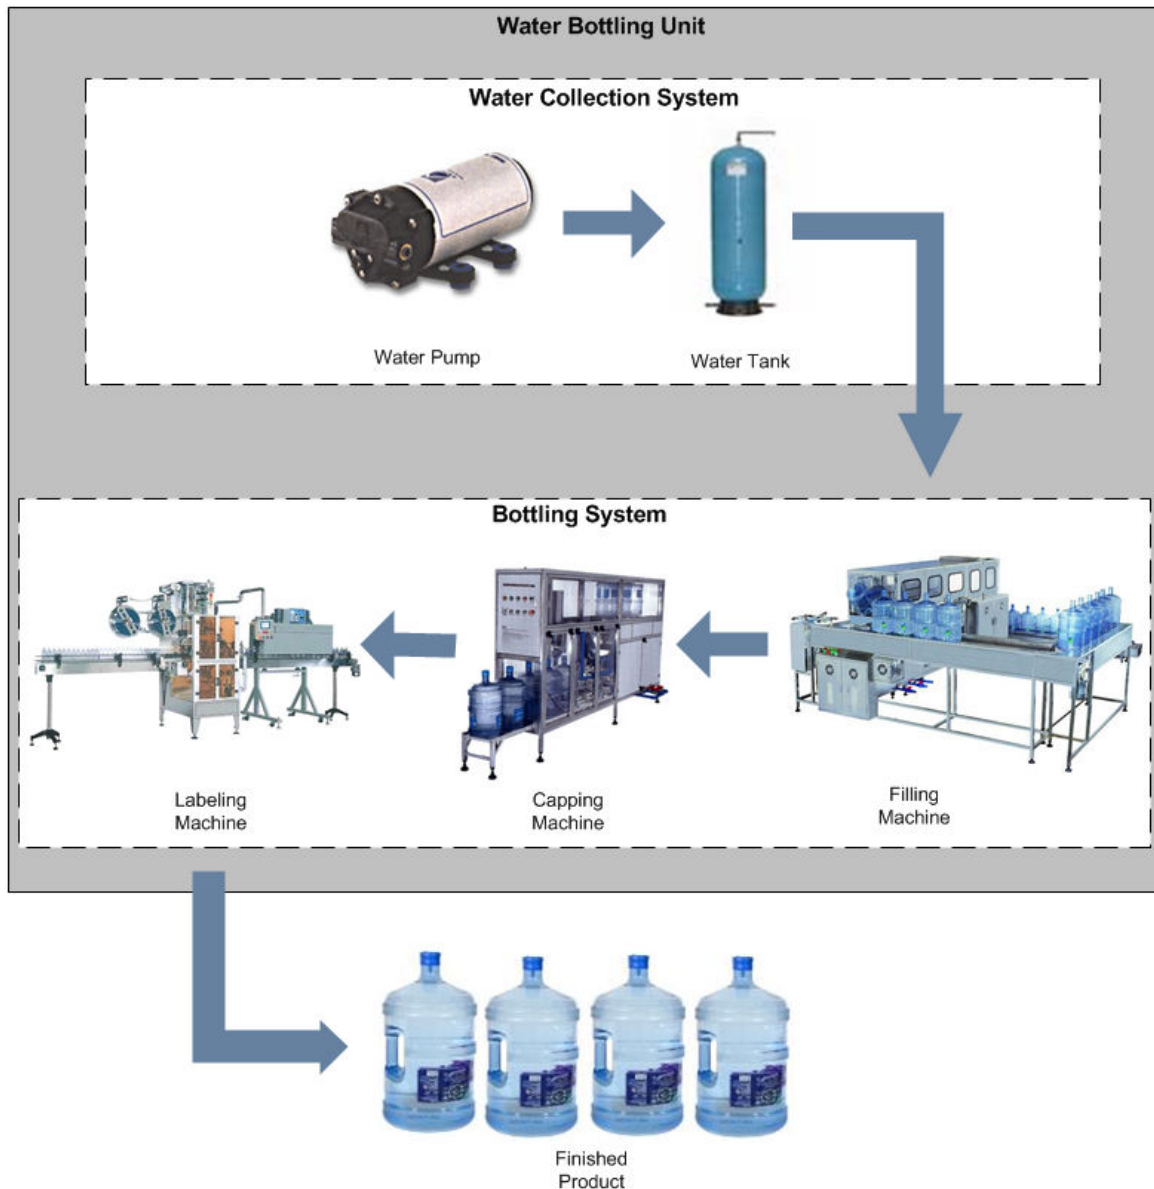 Water Bottling Unit
Water Collection System
Water Pump
Water Tank
Bottling System
Labeling
Machine
Capping
Machine
Filling
Machine
Finished
Product